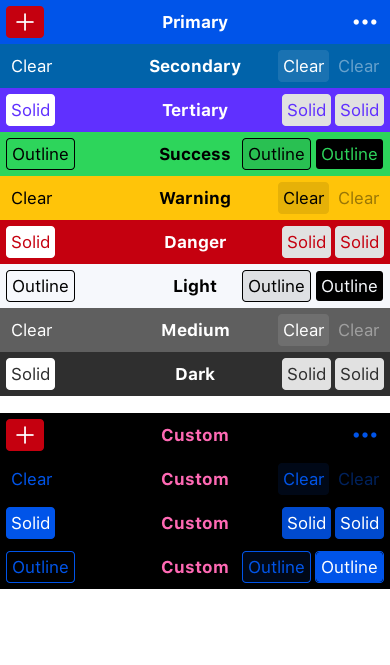 Primary
Clear Secondary Clear Clear
Solid Tertiary Solid Solid
Outline Success Outline Outline
Clear Warning Clear Clear
Solid Danger Solid Solid
Outline Light Outline Outline
Clear Medium Clear Clear
Solid Dark Solid Solid
Custom
Clear Custom Clear Clear
Solid Custom Solid Solid
Outline Custom Outline Outline